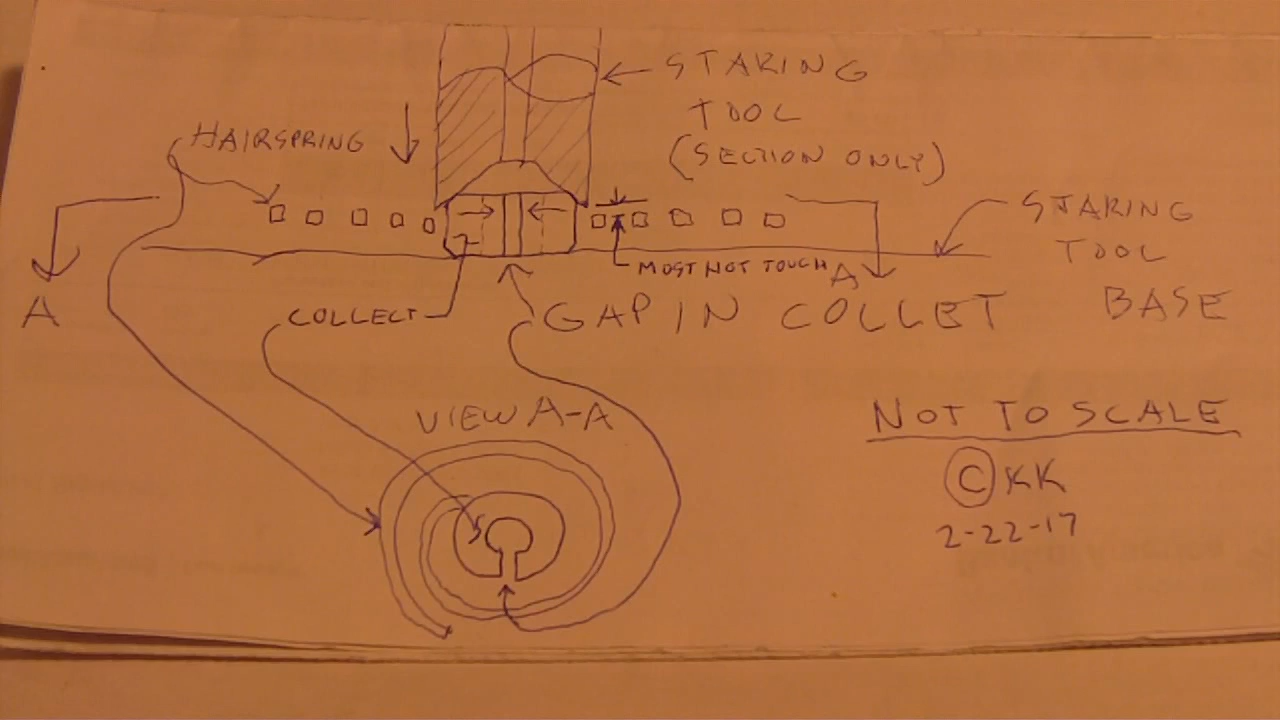 STARING
TOOL
(SECTION ONLY)
HAIRSPRING
STARING
TOOL
BASE
MOST NOT TOUCH
A
A
COLLECT
GAP IN COLLET
VIEW A-A
NOT TO SCALE
© KK
2-22-17